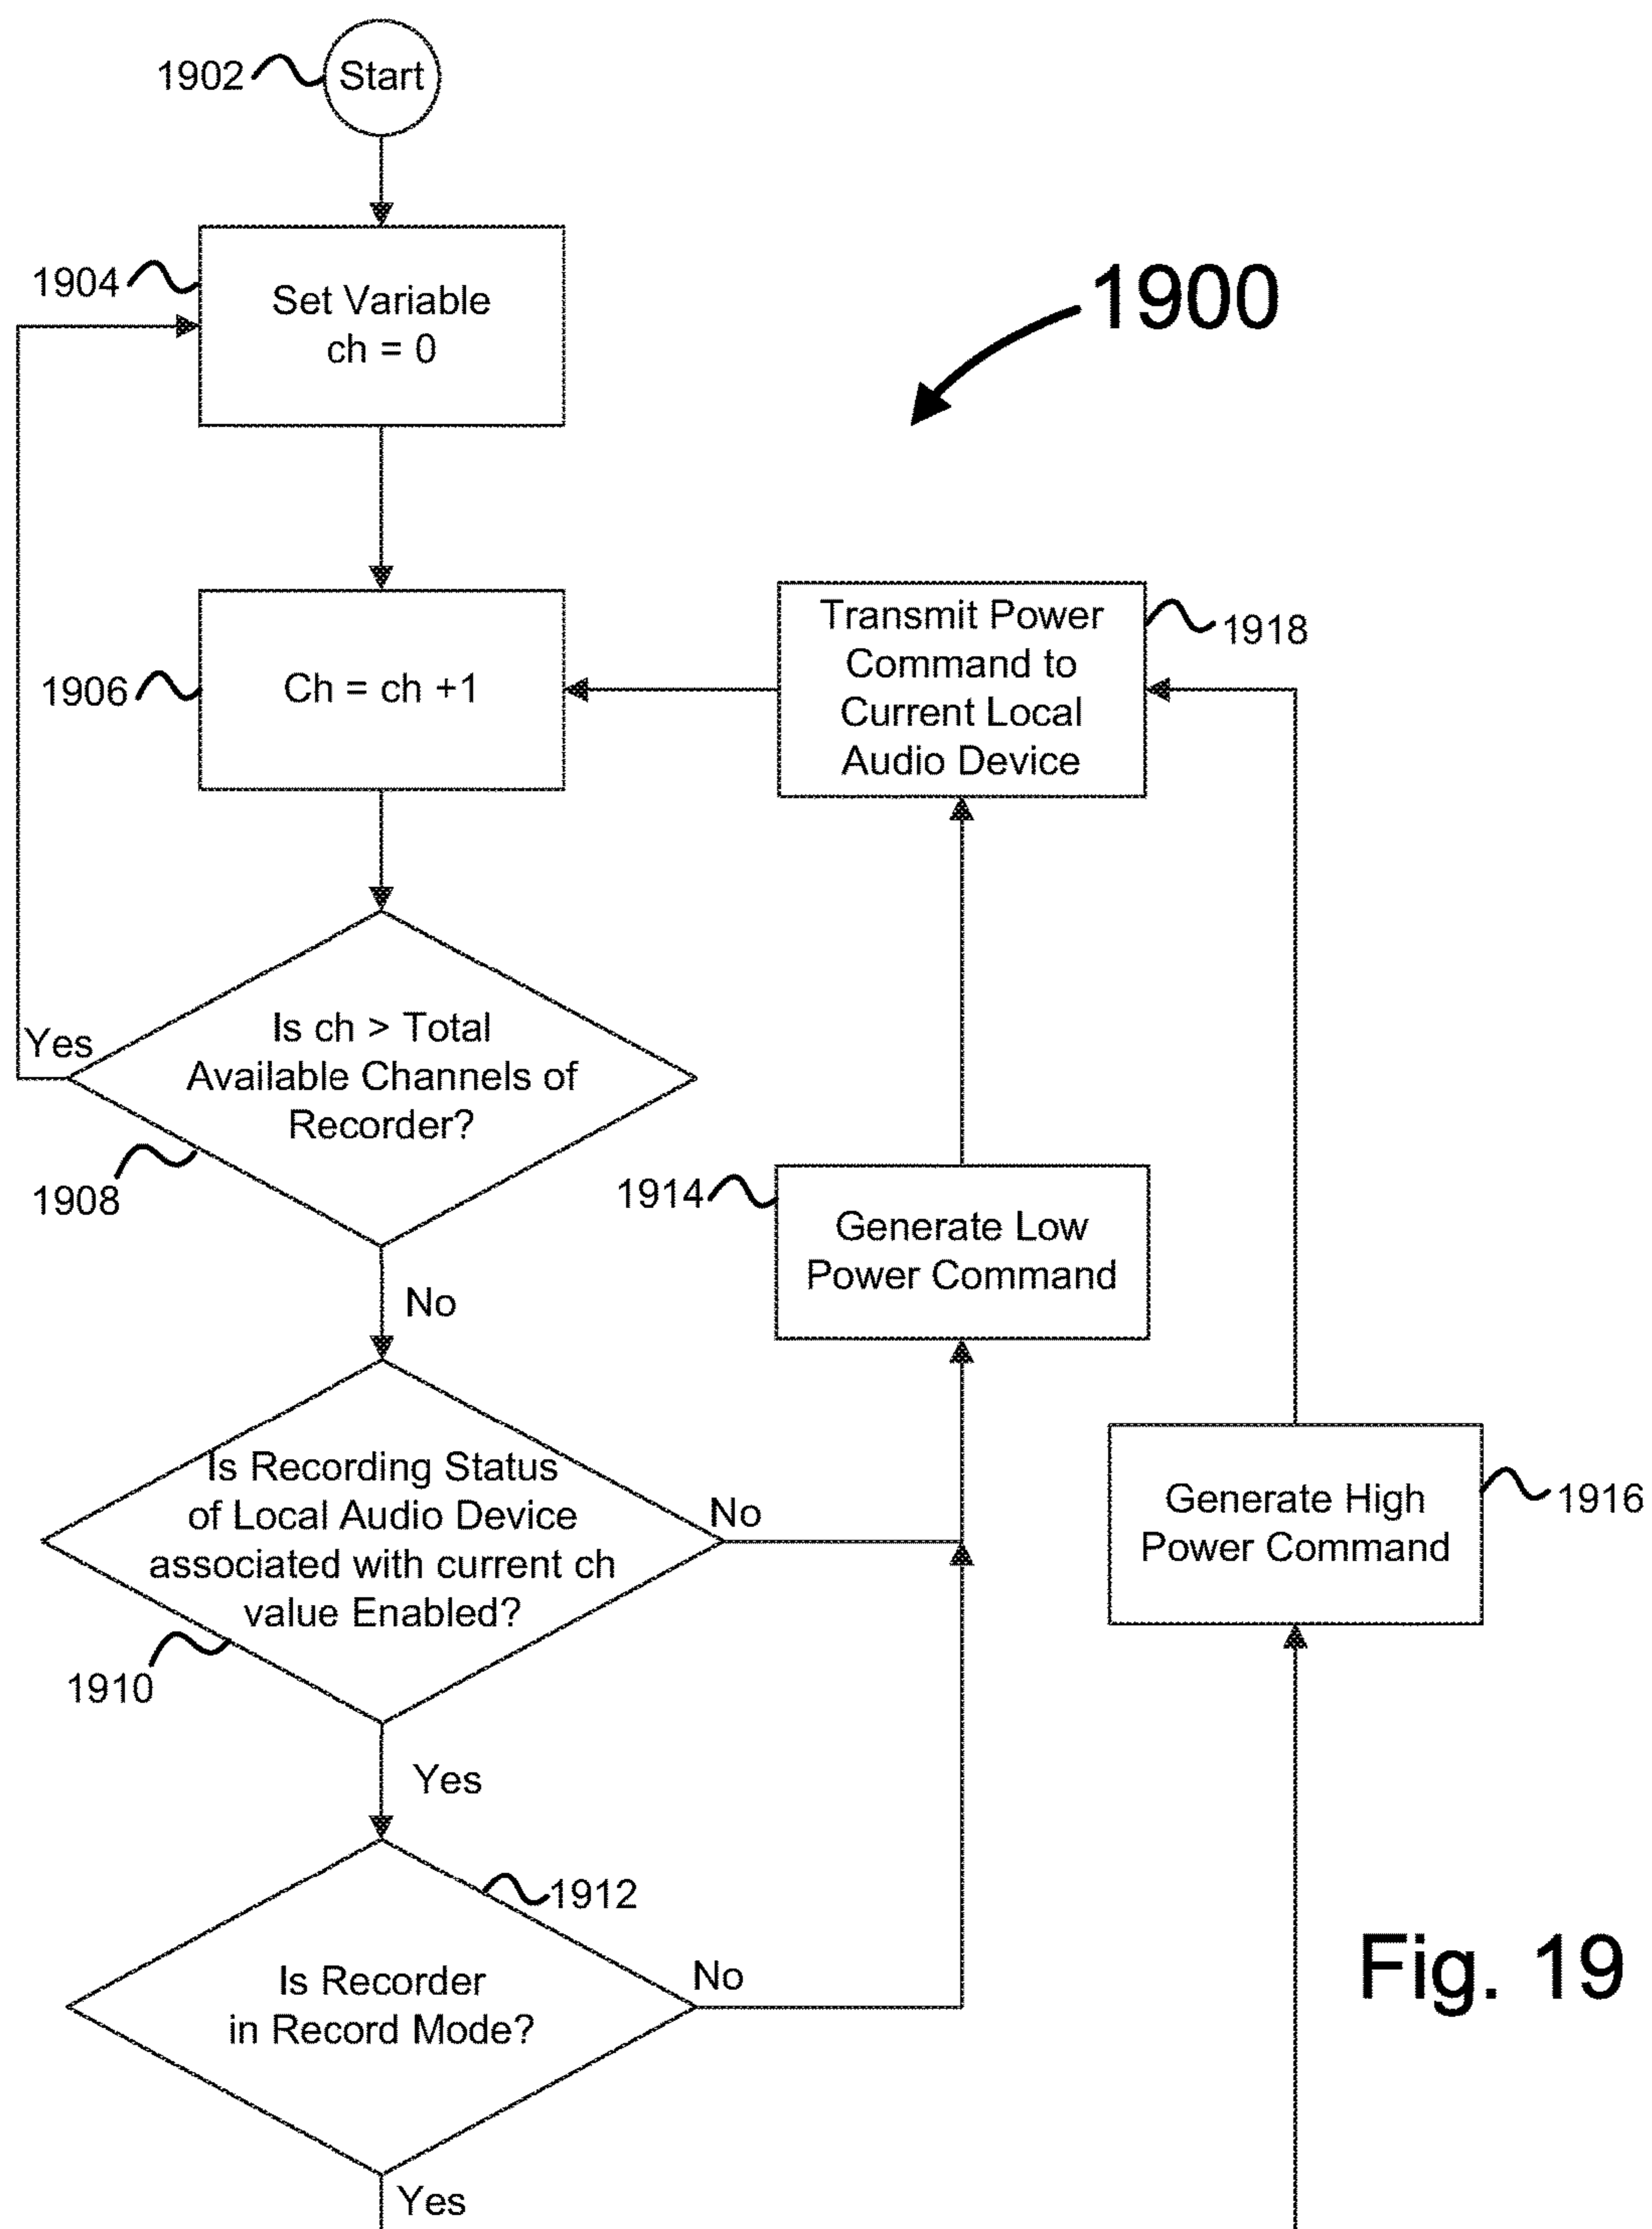 1902
Start
1904
Set Variable
ch = 0
1900
1906
Ch = ch +1
Transmit Power
Command to
Current Local
Audio Device
1918
Is ch > Total
Available Channels of
Recorder?
Yes
1908
No
1914
Generate Low
Power Command
Is Recording Status
of Local Audio Device
associated with current ch
value Enabled?
No
1910
Yes
Generate High
Power Command
1916
1912
Is Recorder
in Record Mode?
No
Yes
Fig. 19